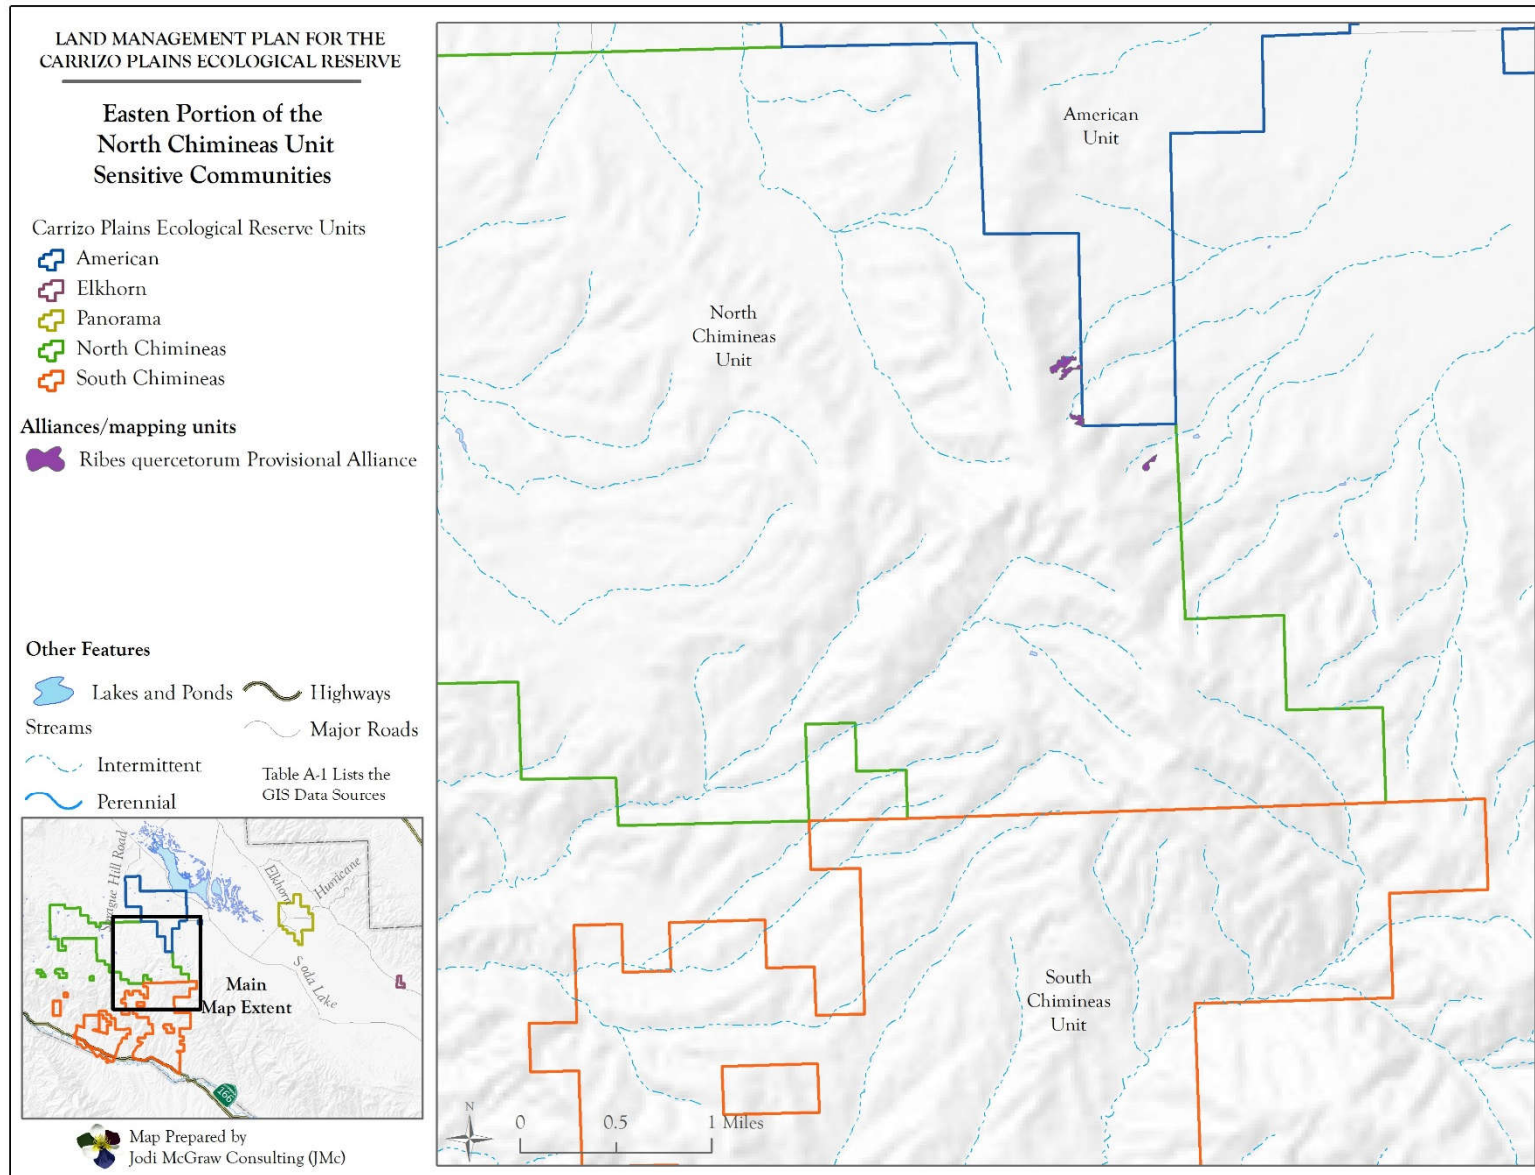 LAND MANAGEMENT PLAN FOR THE
CARRIZO PLAINS ECOLOGICAL RESERVE
Easten Portion of the
North Chimineas Unit
Sensitive Communities
Carrizo Plains Ecological Reserve Units
American
Elkhorn
Panorama
North Chimineas
South Chimineas
Alliances/mapping units
Ribes quercetorum Provisional Alliance
Other Features
Lakes and Ponds
Highways
Streams
Major Roads
Intermittent
Table A-1 Lists the
GIS Data Sources
Perennial
Sprague Hill Road
Elkhorn
Hurricane
Soda Lake
Main
Map Extent
166
Map Prepared by
Jodi McGraw Consulting (JMc)
American
Unit
North
Chimineas
Unit
South
Chimineas
Unit
N
0 0.5 1 Miles